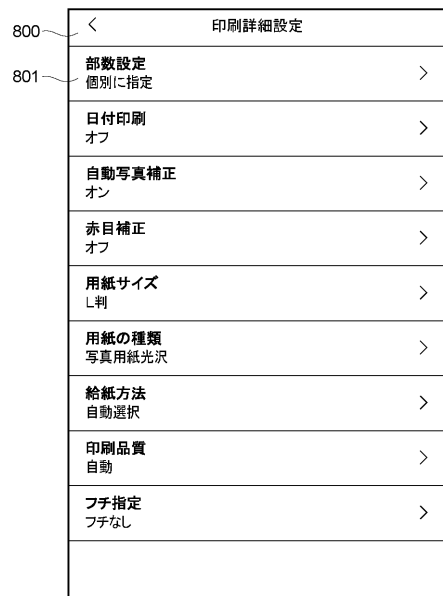 800
印刷詳細設定
部数設定
801
個別に指定
日付印刷
オフ
自動写真補正
オン
赤目補正
オフ
用紙サイズ
L判
用紙の種類
写真用紙光沢
給紙方法
自動選択
印刷品質
自動
フチ指定
フチなし